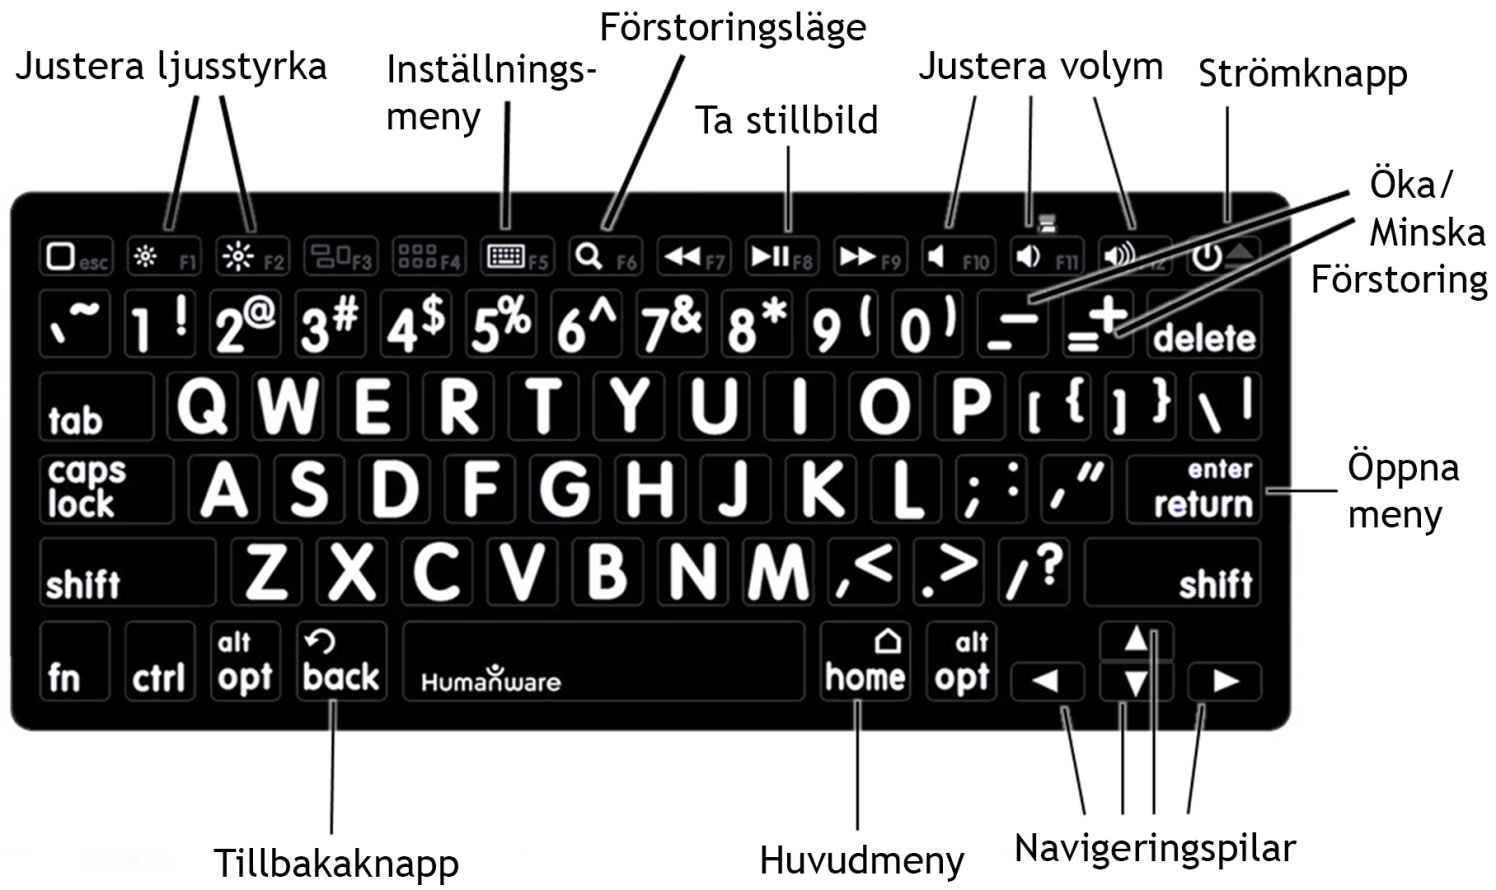 Förstoringsläge
Justera ljusstyrka
Inställnings-
meny
Ta stillbild
Justera volym
Strömknapp
Öka/
Minska
Förstoring
esc F1 F2 F3 F4 F5 F6 F7 F8 F9 F10 F11 F12
` ~ 1 ! 2 @ 3 # 4 $ 5 % 6 ^ 7 & 8 * 9 ( 0 ) - _ = + delete
tab Q W E R T Y U I O P [ { ] } \ |
caps lock A S D F G H J K L ; : ' " enter return
shift Z X C V B N M , < . > / ? shift
fn ctrl alt opt back Humanware home alt opt
Öppna
meny
Tillbakaknapp
Huvudmeny
Navigeringspilar